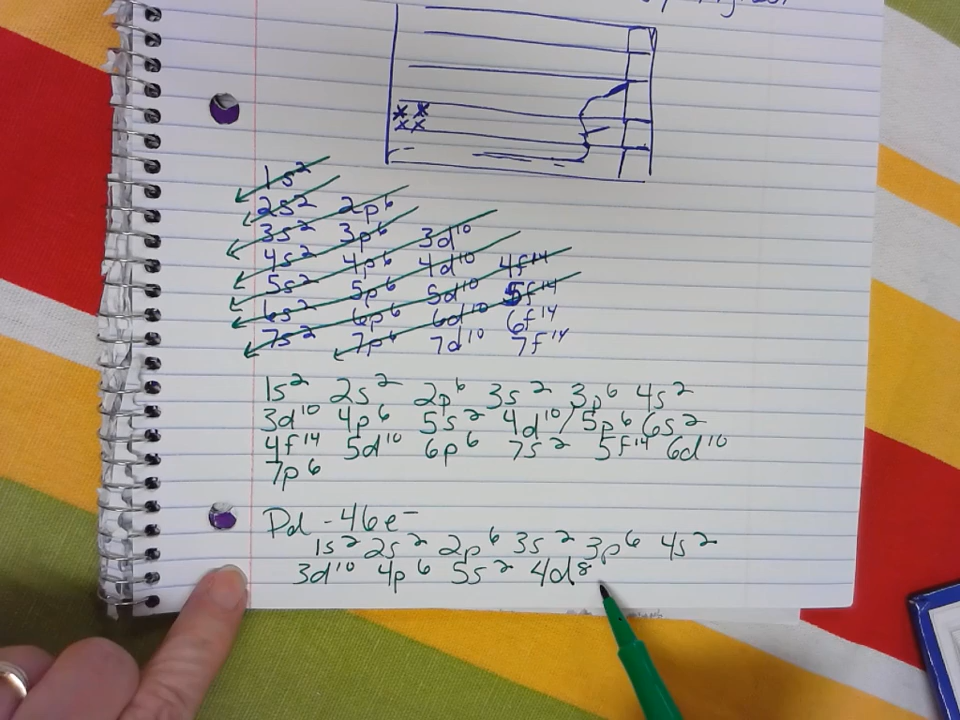 x x
x x
1s²
2s² 2p⁶
3s² 3p⁶ 3d¹⁰
4s² 4p⁶ 4d¹⁰ 4f¹⁴
5s² 5p⁶ 5d¹⁰ 5f¹⁴
6s² 6p⁶ 6d¹⁰ 6f¹⁴
7s² 7p⁶ 7d¹⁰ 7f¹⁴
1s² 2s² 2p⁶ 3s² 3p⁶ 4s²
3d¹⁰ 4p⁶ 5s² 4d¹⁰ 5p⁶ 6s²
4f¹⁴ 5d¹⁰ 6p⁶ 7s² 5f¹⁴ 6d¹⁰
7p⁶
Pd - 46e⁻
1s² 2s² 2p⁶ 3s² 3p⁶ 4s²
3d¹⁰ 4p⁶ 5s² 4d⁸